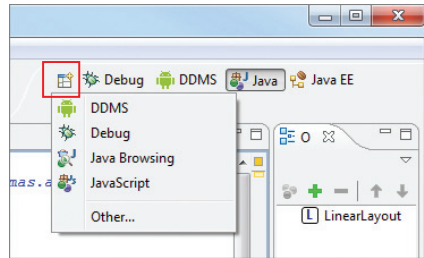 Debug DDMS Java Java EE
DDMS
Debug
Java Browsing
JavaScript
Other...
mas.a
O
L LinearLayout